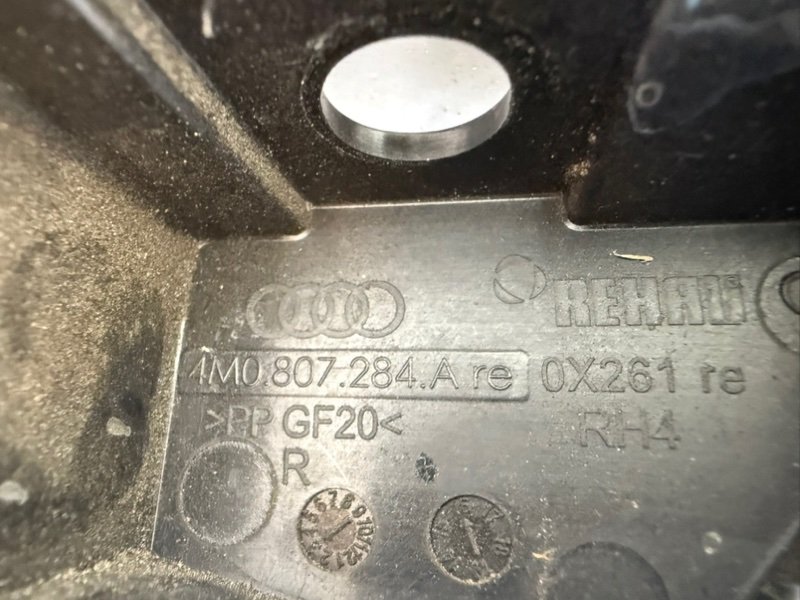 REHAU
4M0.807.284.A re 0X261 re
>PP GF20< RH4
R